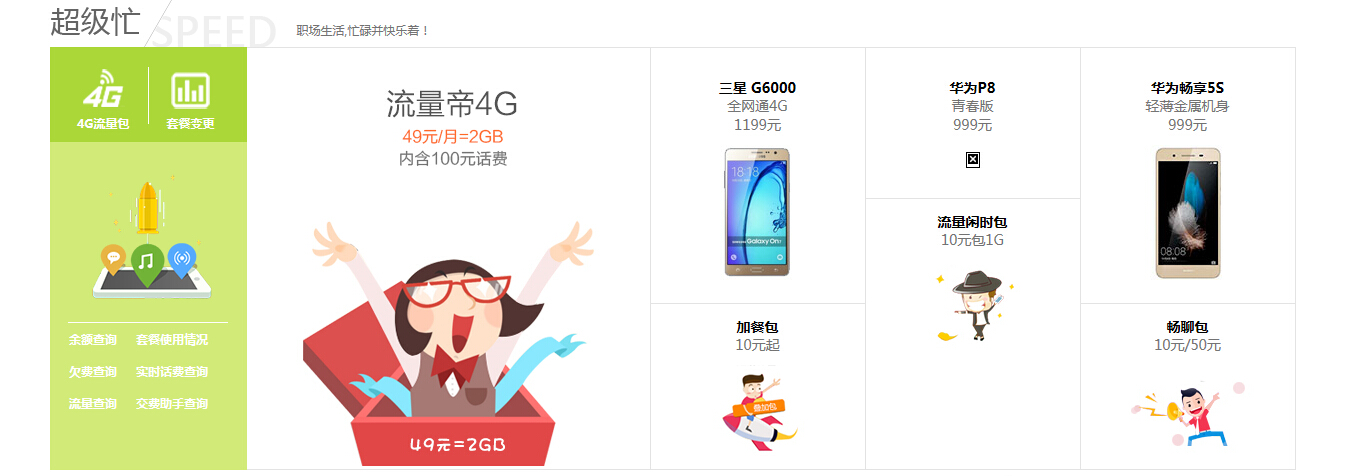 超级忙
SPEED
职场生活,忙碌并快乐着！
4G
4G流量包
套餐变更
余额查询
套餐使用情况
欠费查询
实时话费查询
流量查询
交费助手查询
流量帝4G
49元/月=2GB
内含100元话费
49元=2GB
三星 G6000
全网通4G
1199元
18:18
SAMSUNG Galaxy On7
加餐包
10元起
叠加包
华为P8
青春版
999元
流量闲时包
10元包1G
华为畅享5S
轻薄金属机身
999元
08:08
畅聊包
10元/50元